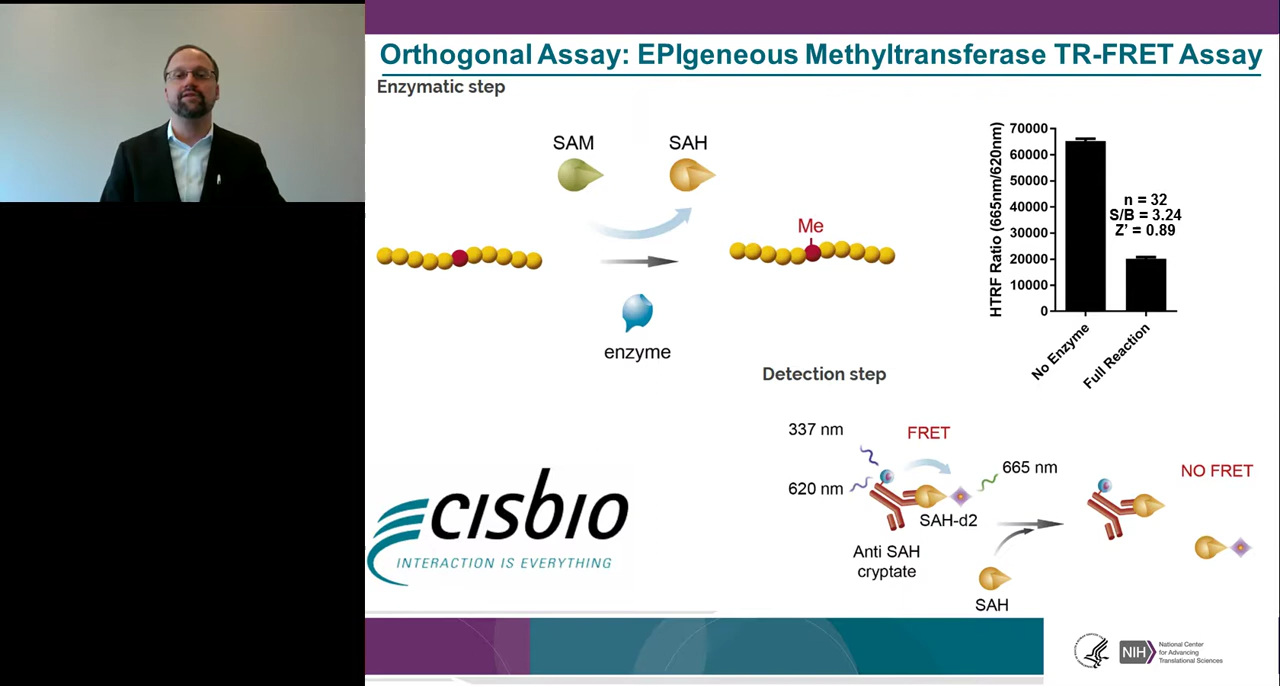 Orthogonal Assay: EPIgeneous Methyltransferase TR-FRET Assay
Enzymatic step
SAM
SAH
Me
enzyme
HTRF Ratio (665nm/620nm)
70000
60000
50000
40000
30000
20000
10000
0
n = 32
S/B = 3.24
Z' = 0.89
No Enzyme
Full Reaction
Detection step
337 nm
FRET
620 nm
665 nm
NO FRET
SAH-d2
Anti SAH
cryptate
SAH
cisbio
INTERACTION IS EVERYTHING
NIH
National Center
for Advancing
Translational Sciences